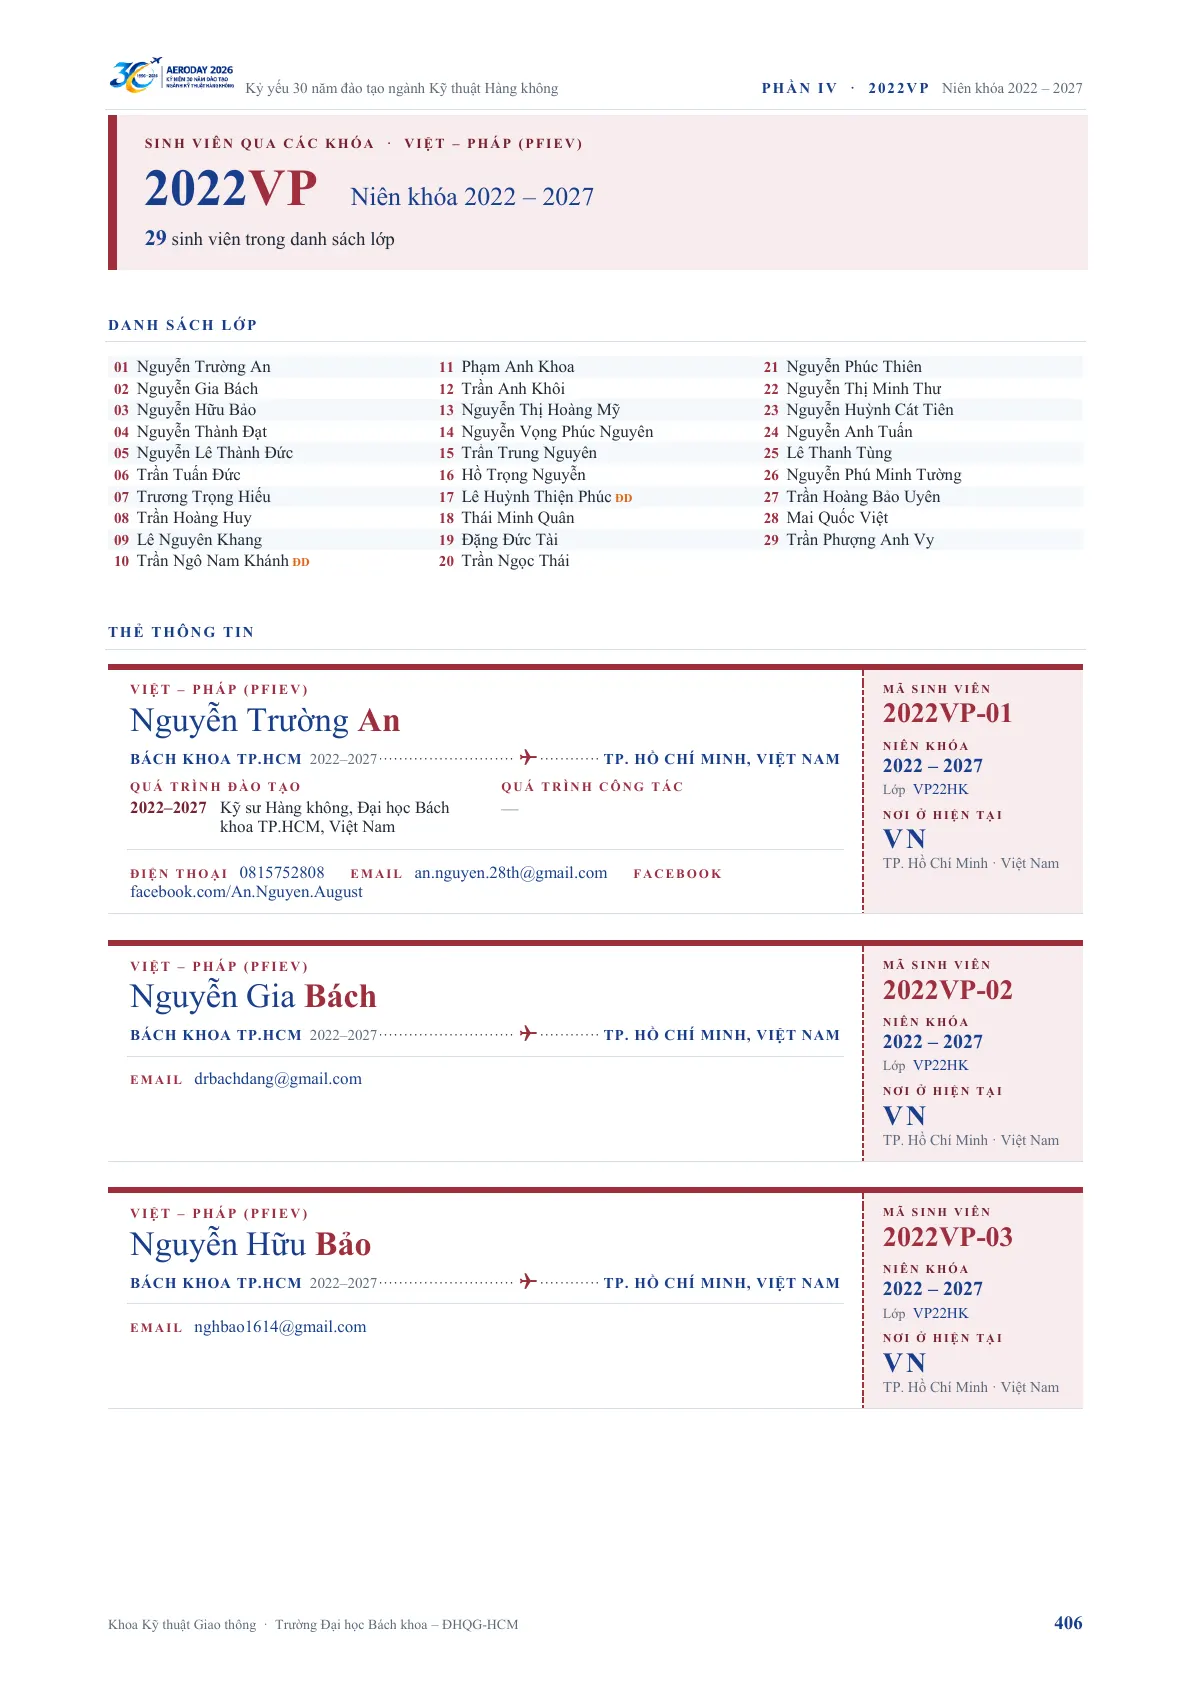 30 1996 - 2026 AERODAY 2026
KỶ NIỆM 30 NĂM ĐÀO TẠO
NGÀNH KỸ THUẬT HÀNG KHÔNG
Kỷ yếu 30 năm đào tạo ngành Kỹ thuật Hàng không
PHẦN IV · 2022VP Niên khóa 2022 – 2027
SINH VIÊN QUA CÁC KHÓA · VIỆT – PHÁP (PFIEV)
2022VP Niên khóa 2022 – 2027
29 sinh viên trong danh sách lớp
DANH SÁCH LỚP
01 Nguyễn Trường An
02 Nguyễn Gia Bách
03 Nguyễn Hữu Bảo
04 Nguyễn Thành Đạt
05 Nguyễn Lê Thành Đức
06 Trần Tuấn Đức
07 Trương Trọng Hiếu
08 Trần Hoàng Huy
09 Lê Nguyên Khang
10 Trần Ngô Nam Khánh ĐD
11 Phạm Anh Khoa
12 Trần Anh Khôi
13 Nguyễn Thị Hoàng Mỹ
14 Nguyễn Vọng Phúc Nguyên
15 Trần Trung Nguyên
16 Hồ Trọng Nguyễn
17 Lê Huỳnh Thiện Phúc ĐD
18 Thái Minh Quân
19 Đặng Đức Tài
20 Trần Ngọc Thái
21 Nguyễn Phúc Thiên
22 Nguyễn Thị Minh Thư
23 Nguyễn Huỳnh Cát Tiên
24 Nguyễn Anh Tuấn
25 Lê Thanh Tùng
26 Nguyễn Phú Minh Tường
27 Trần Hoàng Bảo Uyên
28 Mai Quốc Việt
29 Trần Phượng Anh Vy
THẺ THÔNG TIN
VIỆT – PHÁP (PFIEV)
Nguyễn Trường An
BÁCH KHOA TP.HCM 2022–2027 TP. HỒ CHÍ MINH, VIỆT NAM
QUÁ TRÌNH ĐÀO TẠO
2022–2027 Kỹ sư Hàng không, Đại học Bách
khoa TP.HCM, Việt Nam
QUÁ TRÌNH CÔNG TÁC
—
ĐIỆN THOẠI 0815752808 EMAIL an.nguyen.28th@gmail.com FACEBOOK
facebook.com/An.Nguyen.August
MÃ SINH VIÊN
2022VP-01
NIÊN KHÓA
2022 – 2027
Lớp VP22HK
NƠI Ở HIỆN TẠI
VN
TP. Hồ Chí Minh · Việt Nam
VIỆT – PHÁP (PFIEV)
Nguyễn Gia Bách
BÁCH KHOA TP.HCM 2022–2027 TP. HỒ CHÍ MINH, VIỆT NAM
EMAIL drbachdang@gmail.com
MÃ SINH VIÊN
2022VP-02
NIÊN KHÓA
2022 – 2027
Lớp VP22HK
NƠI Ở HIỆN TẠI
VN
TP. Hồ Chí Minh · Việt Nam
VIỆT – PHÁP (PFIEV)
Nguyễn Hữu Bảo
BÁCH KHOA TP.HCM 2022–2027 TP. HỒ CHÍ MINH, VIỆT NAM
EMAIL nghbao1614@gmail.com
MÃ SINH VIÊN
2022VP-03
NIÊN KHÓA
2022 – 2027
Lớp VP22HK
NƠI Ở HIỆN TẠI
VN
TP. Hồ Chí Minh · Việt Nam
Khoa Kỹ thuật Giao thông · Trường Đại học Bách khoa – ĐHQG-HCM
406